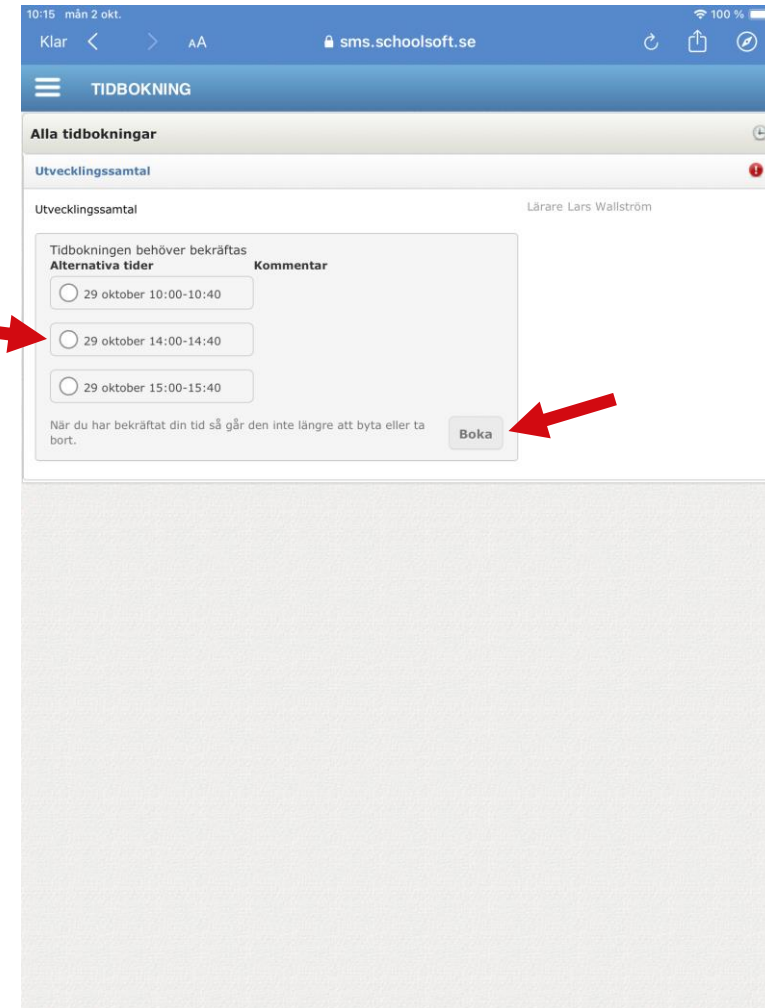 10:15 mån 2 okt.
100 %
Klar
AA
sms.schoolsoft.se
TIDBOKNING
Alla tidbokningar
Utvecklingssamtal
Utvecklingssamtal
Lärare Lars Wallström
Tidbokningen behöver bekräftas
Alternativa tider Kommentar
29 oktober 10:00-10:40
29 oktober 14:00-14:40
29 oktober 15:00-15:40
När du har bekräftat din tid så går den inte längre att byta eller ta
bort.
Boka